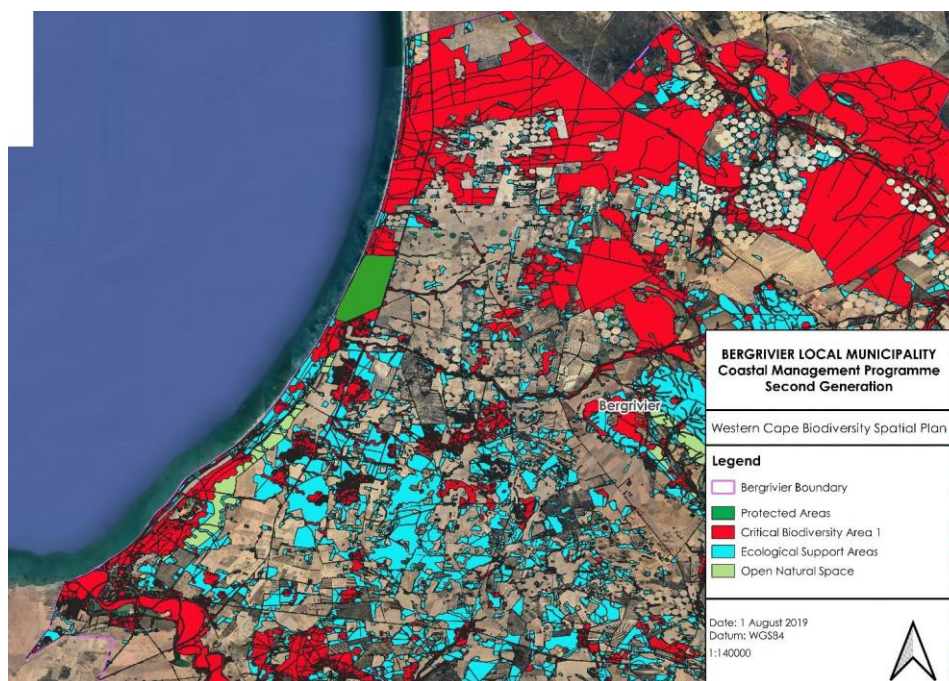 Bergrivier
BERGRIVIER LOCAL MUNICIPALITY
Coastal Management Programme
Second Generation
Western Cape Biodiversity Spatial Plan
Legend
Bergrivier Boundary
Protected Areas
Critical Biodiversity Area 1
Ecological Support Areas
Open Natural Space
Date: 1 August 2019
Datum: WGS84
1:140000